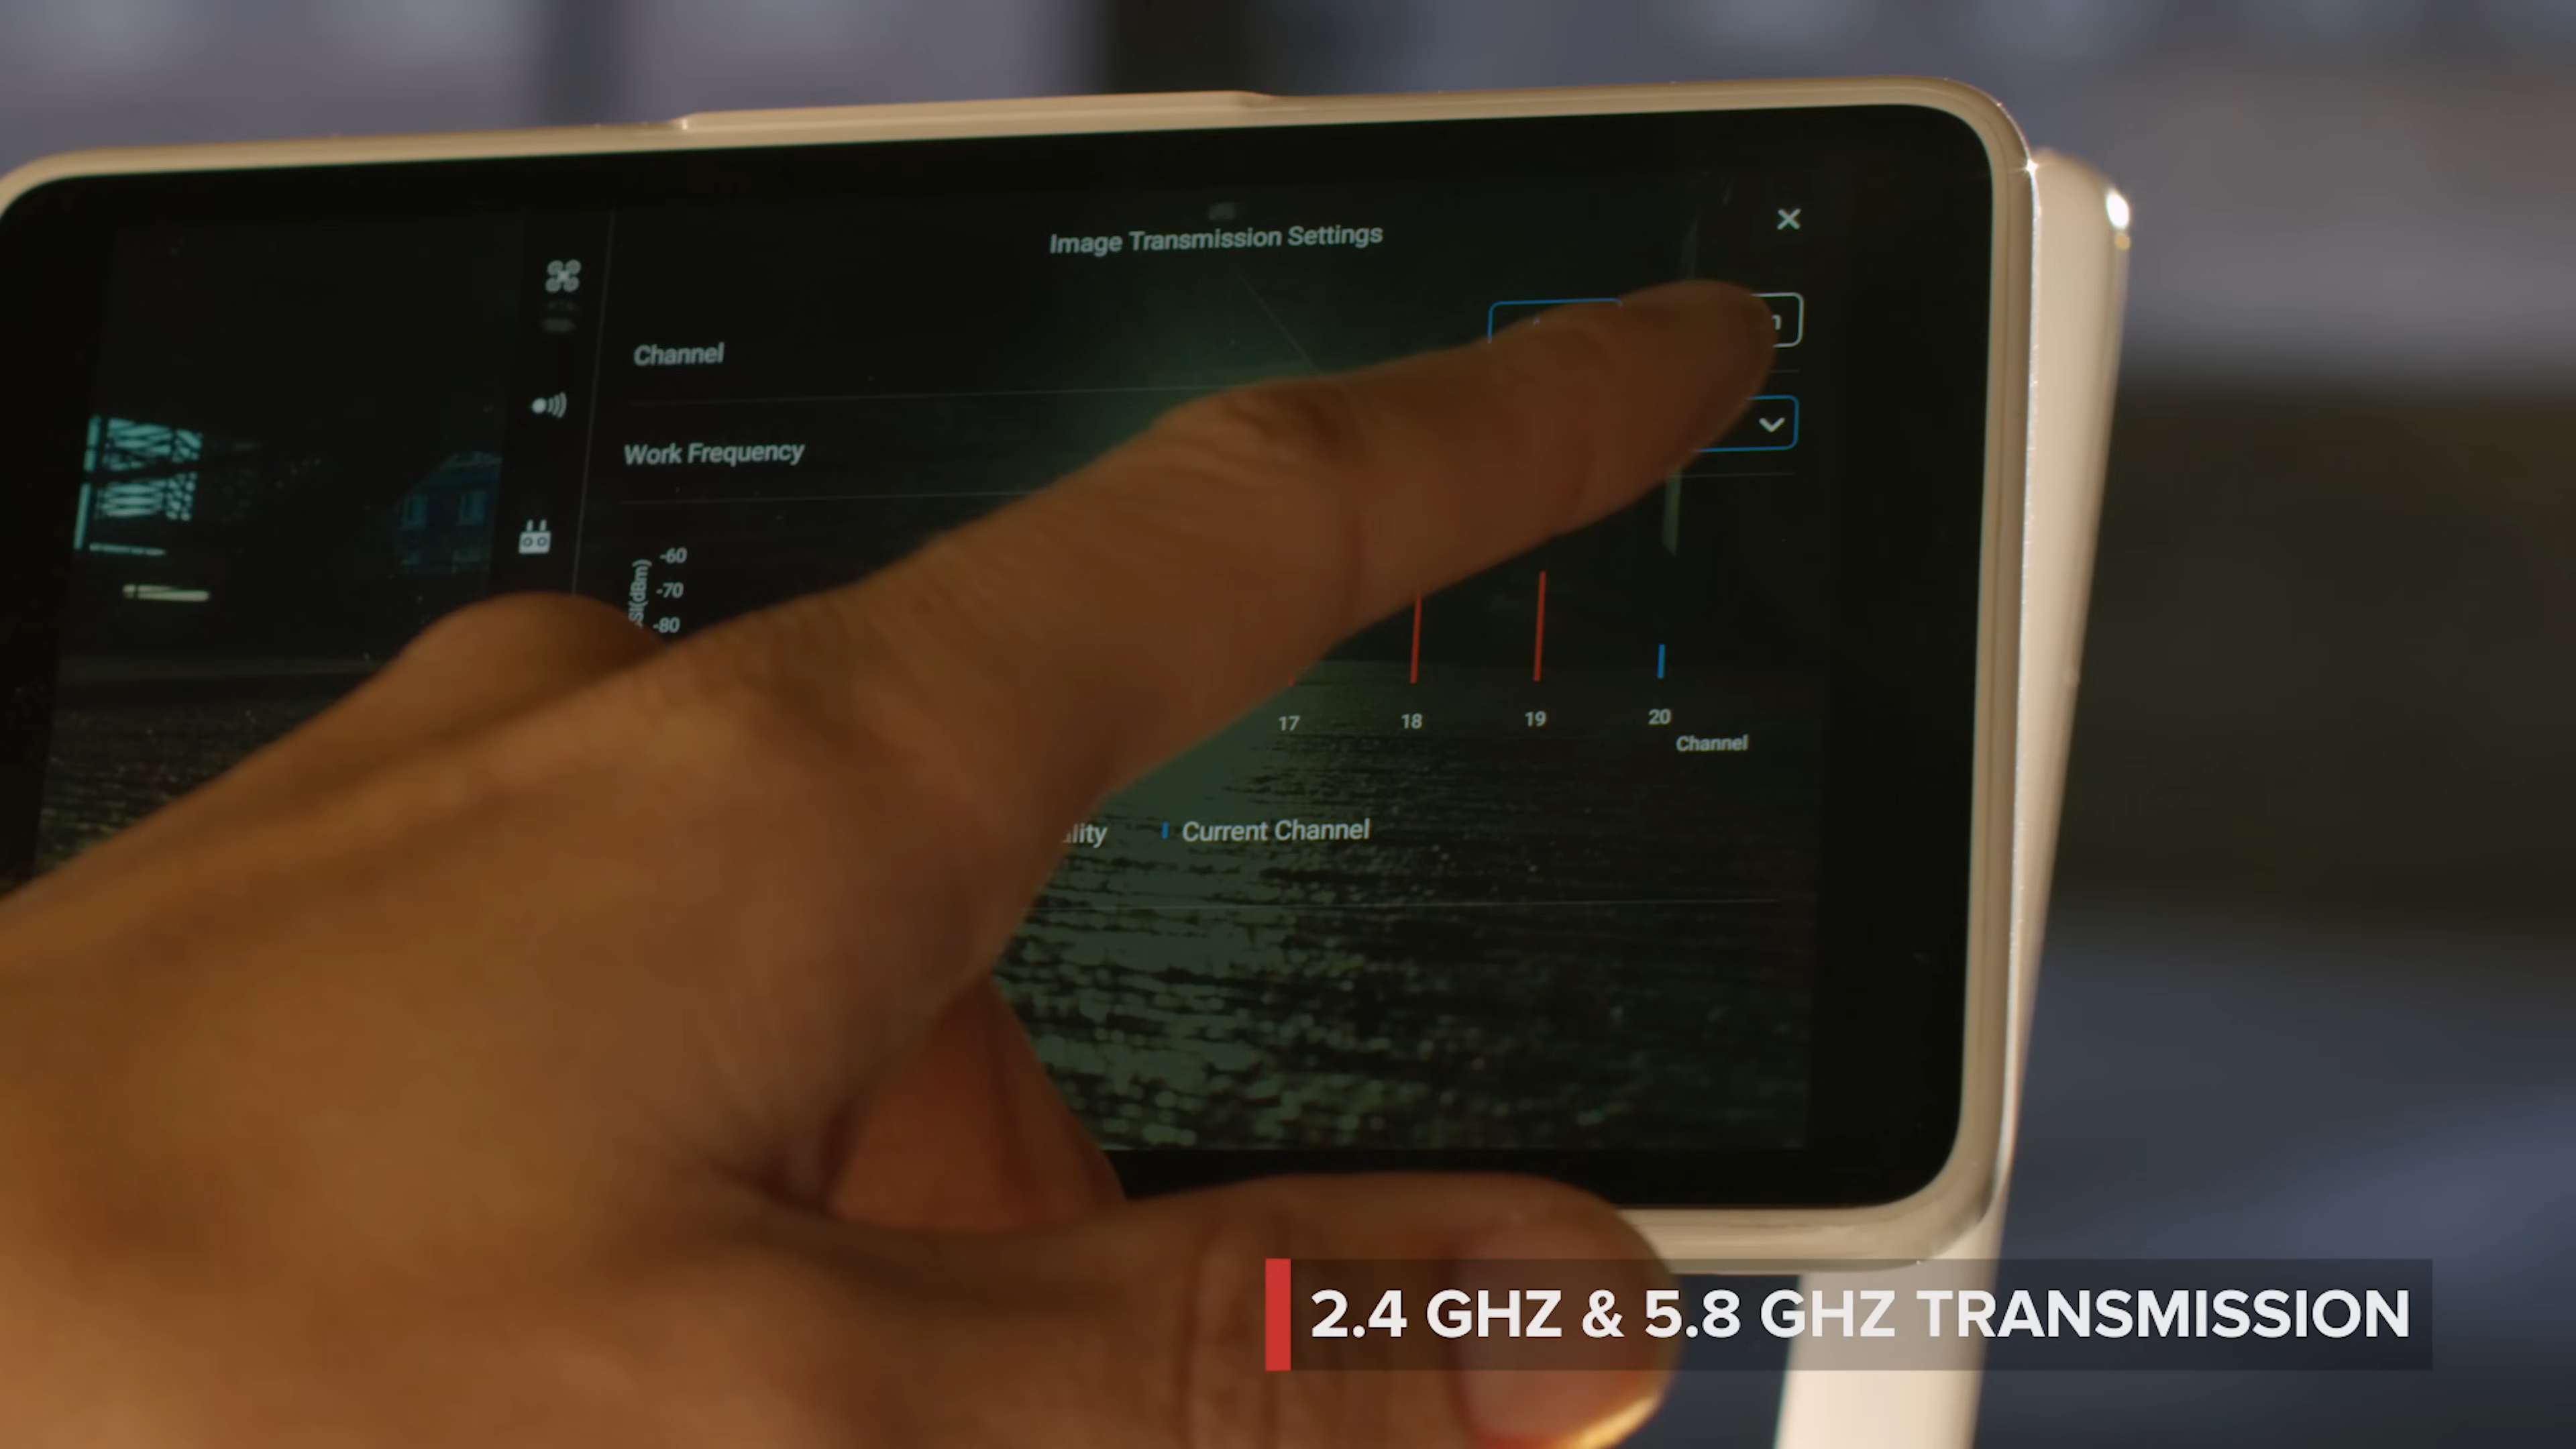 Image Transmission Settings
Channel
Work Frequency
-60
-70
-80
17 18 19 20
Channel
Current Channel
2.4 GHZ & 5.8 GHZ TRANSMISSION